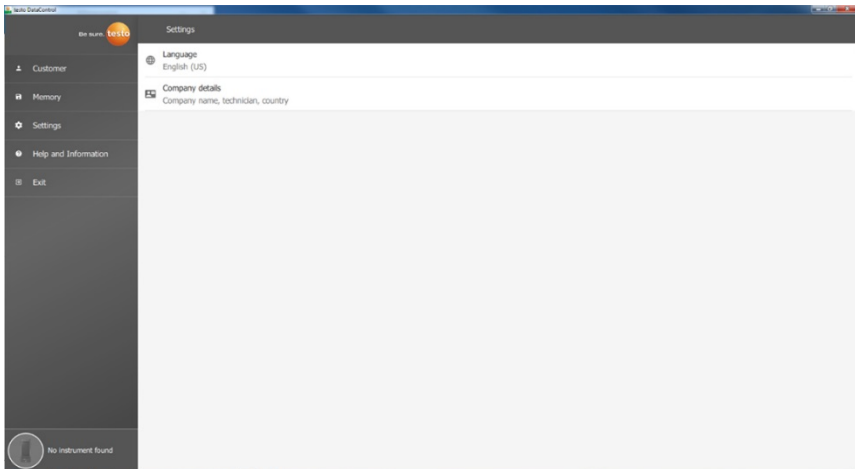 testo DataControl
Be sure. testo
Settings
Customer
Memory
Settings
Help and Information
Exit
Language
English (US)
Company details
Company name, technician, country
No instrument found